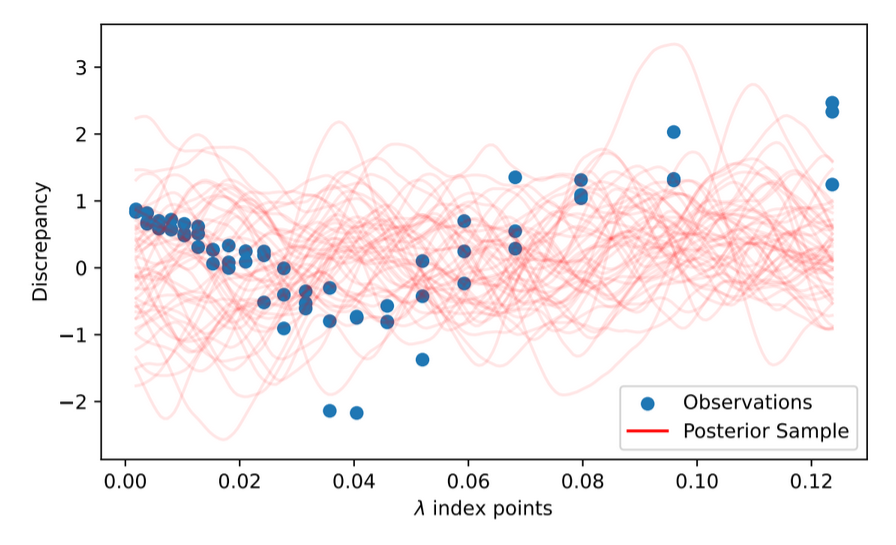 3
2
1
0
−1
−2
Discrepancy
0.00 0.02 0.04 0.06 0.08 0.10 0.12
λ index points
Observations
Posterior Sample